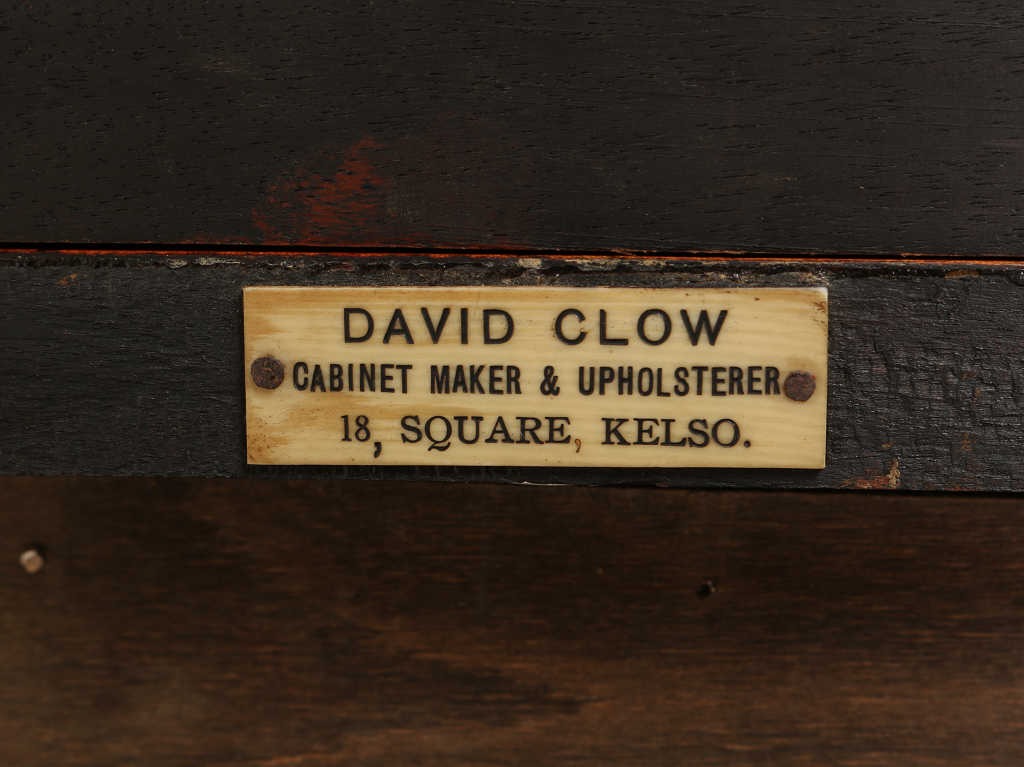 DAVID CLOW
CABINET MAKER & UPHOLSTERER
18, SQUARE, KELSO.